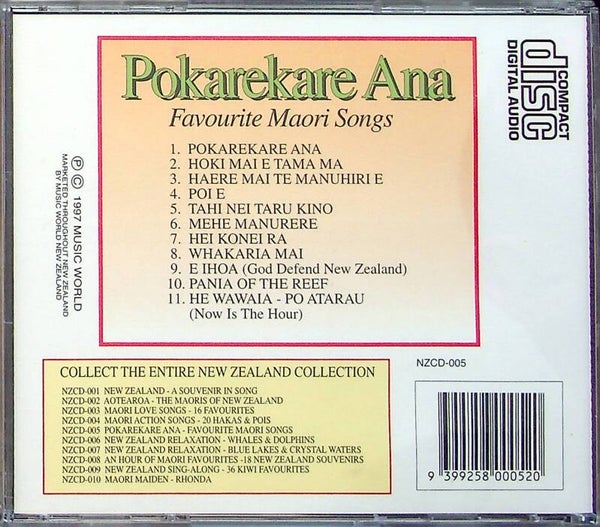 Pokarekare Ana
Favourite Maori Songs
1. POKAREKARE ANA
2. HOKI MAI E TAMA MA
3. HAERE MAI TE MANUHIRI E
4. POI E
5. TAHI NEI TARU KINO
6. MEHE MANURERE
7. HEI KONEI RA
8. WHAKARIA MAI
9. E IHOA (God Defend New Zealand)
10. PANIA OF THE REEF
11. HE WAWAIA - PO ATARAU
(Now Is The Hour)
COMPACT
disc
DIGITAL AUDIO
℗ © 1997 MUSIC WORLD
MARKETED THROUGHOUT NEW ZEALAND
BY MUSIC WORLD NEW ZEALAND
COLLECT THE ENTIRE NEW ZEALAND COLLECTION
NZCD-001 NEW ZEALAND - A SOUVENIR IN SONG
NZCD-002 AOTEAROA - THE MAORIS OF NEW ZEALAND
NZCD-003 MAORI LOVE SONGS - 16 FAVOURITES
NZCD-004 MAORI ACTION SONGS - 20 HAKAS & POIS
NZCD-005 POKAREKARE ANA - FAVOURITE MAORI SONGS
NZCD-006 NEW ZEALAND RELAXATION - WHALES & DOLPHINS
NZCD-007 NEW ZEALAND RELAXATION - BLUE LAKES & CRYSTAL WATERS
NZCD-008 AN HOUR OF MAORI FAVOURITES -18 NEW ZEALAND SOUVENIRS
NZCD-009 NEW ZEALAND SING-ALONG - 36 KIWI FAVOURITES
NZCD-010 MAORI MAIDEN - RHONDA
NZCD-005
9 399258 000520